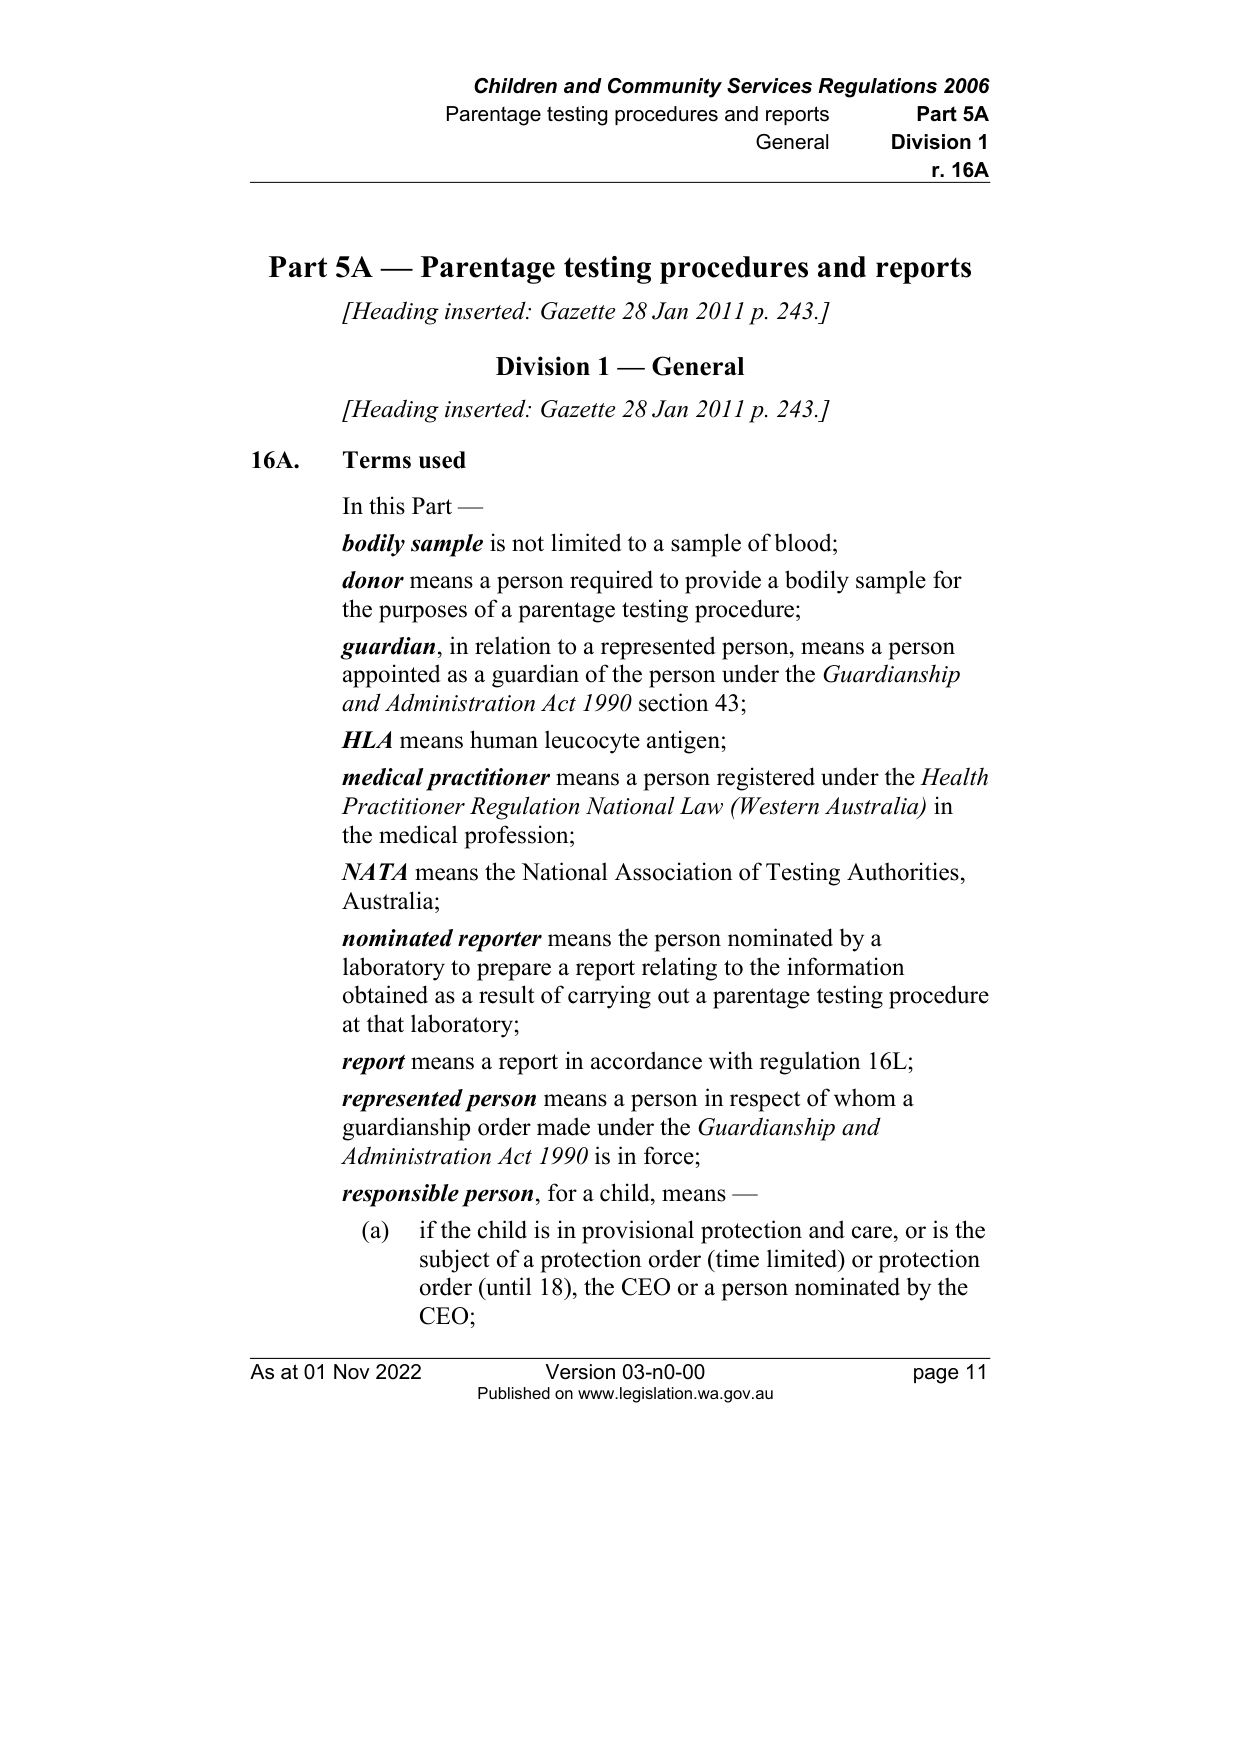 Children and Community Services Regulations 2006
Parentage testing procedures and reports Part 5A
General Division 1
r. 16A
Part 5A — Parentage testing procedures and reports
[Heading inserted: Gazette 28 Jan 2011 p. 243.]
Division 1 — General
[Heading inserted: Gazette 28 Jan 2011 p. 243.]
16A. Terms used
In this Part —
bodily sample is not limited to a sample of blood;
donor means a person required to provide a bodily sample for
the purposes of a parentage testing procedure;
guardian, in relation to a represented person, means a person
appointed as a guardian of the person under the Guardianship
and Administration Act 1990 section 43;
HLA means human leucocyte antigen;
medical practitioner means a person registered under the Health
Practitioner Regulation National Law (Western Australia) in
the medical profession;
NATA means the National Association of Testing Authorities,
Australia;
nominated reporter means the person nominated by a
laboratory to prepare a report relating to the information
obtained as a result of carrying out a parentage testing procedure
at that laboratory;
report means a report in accordance with regulation 16L;
represented person means a person in respect of whom a
guardianship order made under the Guardianship and
Administration Act 1990 is in force;
responsible person, for a child, means —
(a) if the child is in provisional protection and care, or is the
subject of a protection order (time limited) or protection
order (until 18), the CEO or a person nominated by the
CEO;
As at 01 Nov 2022 Version 03-n0-00 page 11
Published on www.legislation.wa.gov.au